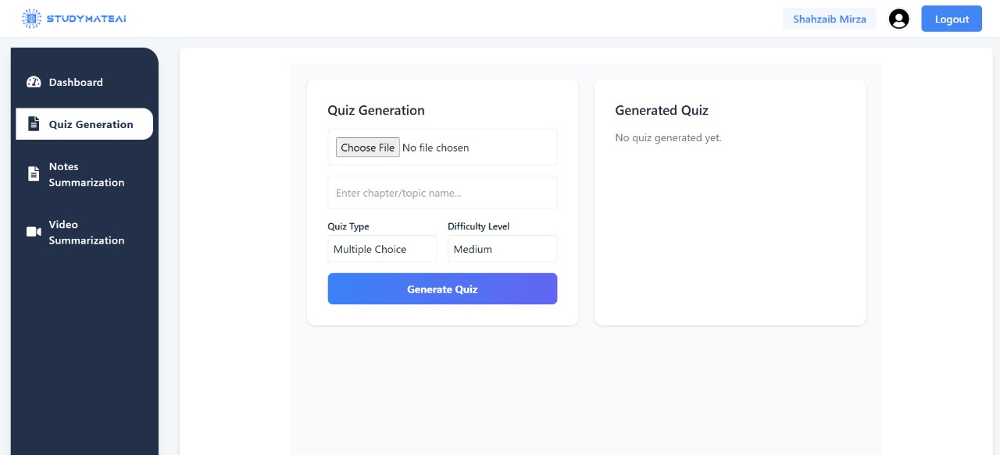 STUDYMATEAi
Shahzaib Mirza
Logout
Dashboard
Quiz Generation
Notes
Summarization
Video
Summarization
Quiz Generation
Choose File No file chosen
Enter chapter/topic name...
Quiz Type
Difficulty Level
Multiple Choice
Medium
Generate Quiz
Generated Quiz
No quiz generated yet.